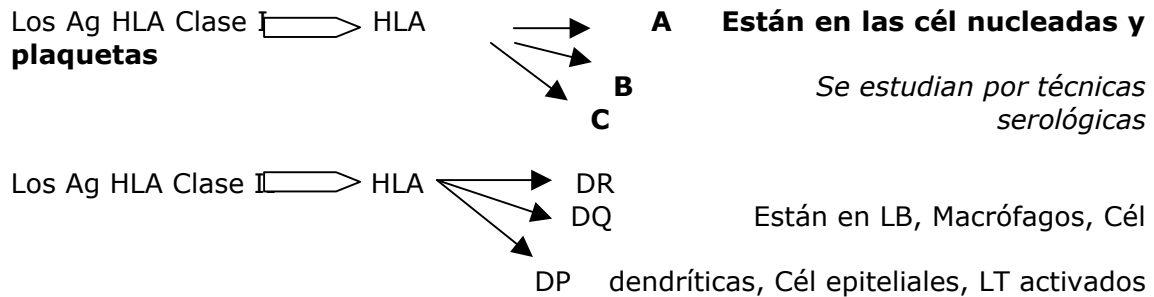 Los Ag HLA Clase I HLA A Están en las cél nucleadas y
plaquetas
B Se estudian por técnicas
C serológicas
Los Ag HLA Clase II HLA DR
DQ Están en LB, Macrófagos, Cél
DP dendríticas, Cél epiteliales, LT activados